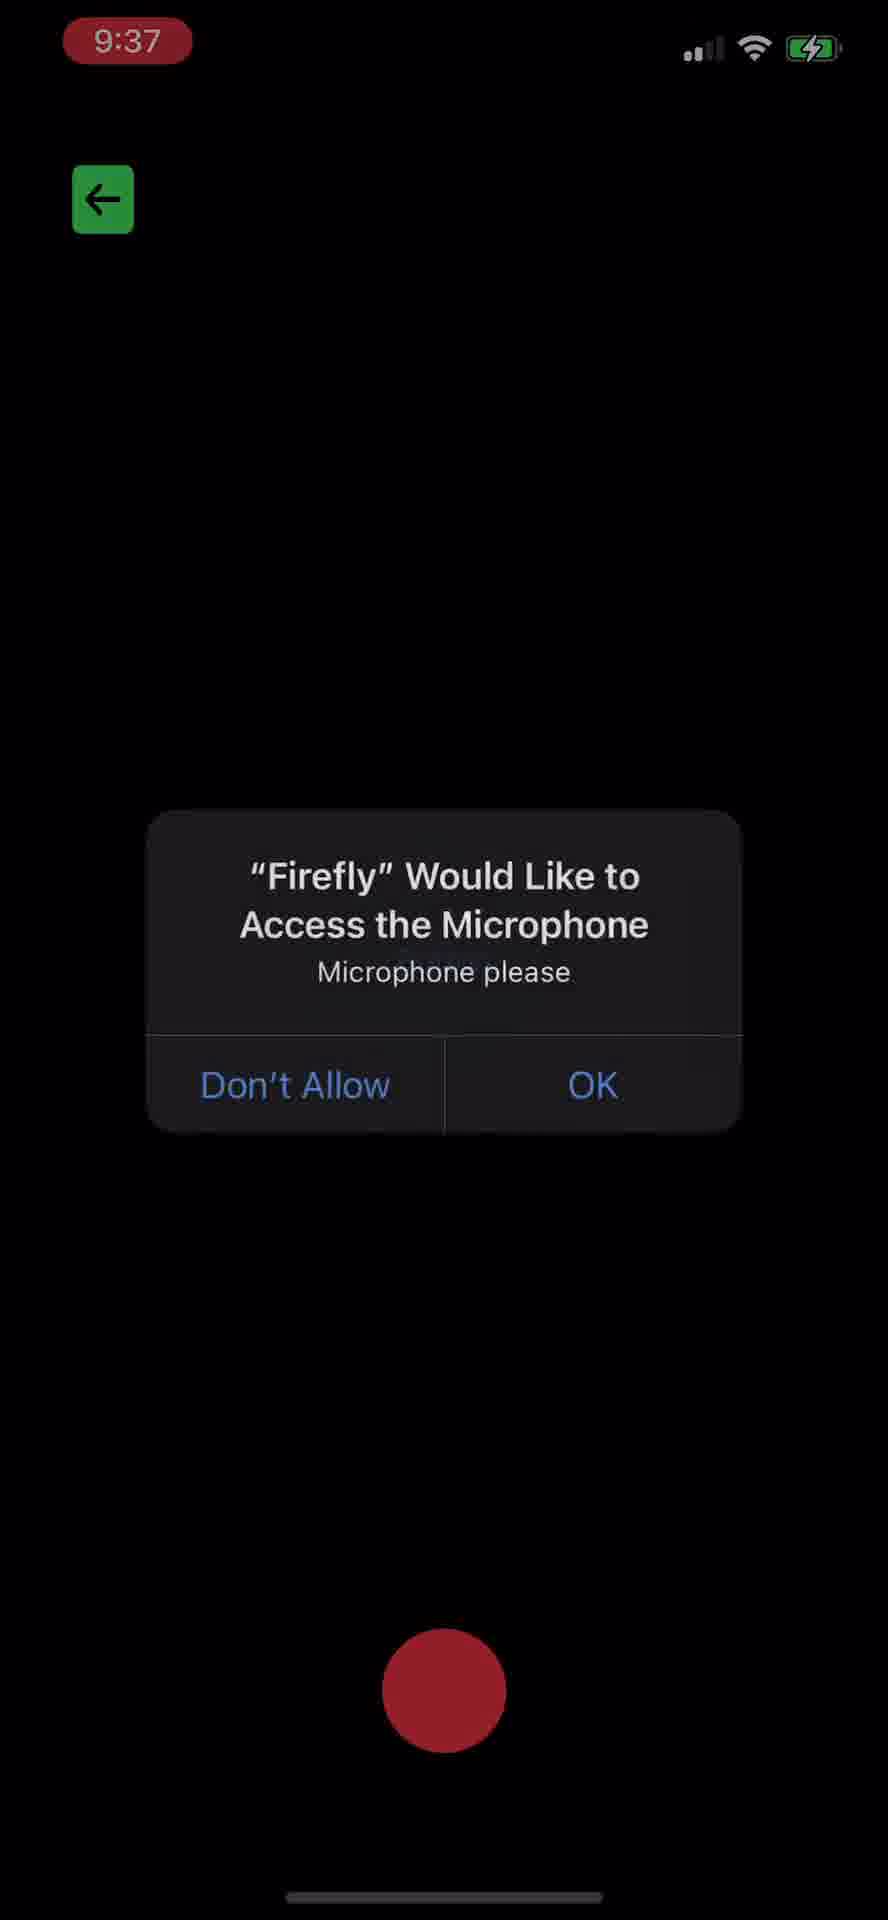 9:37
“Firefly” Would Like to
Access the Microphone
Microphone please
Don’t Allow
OK